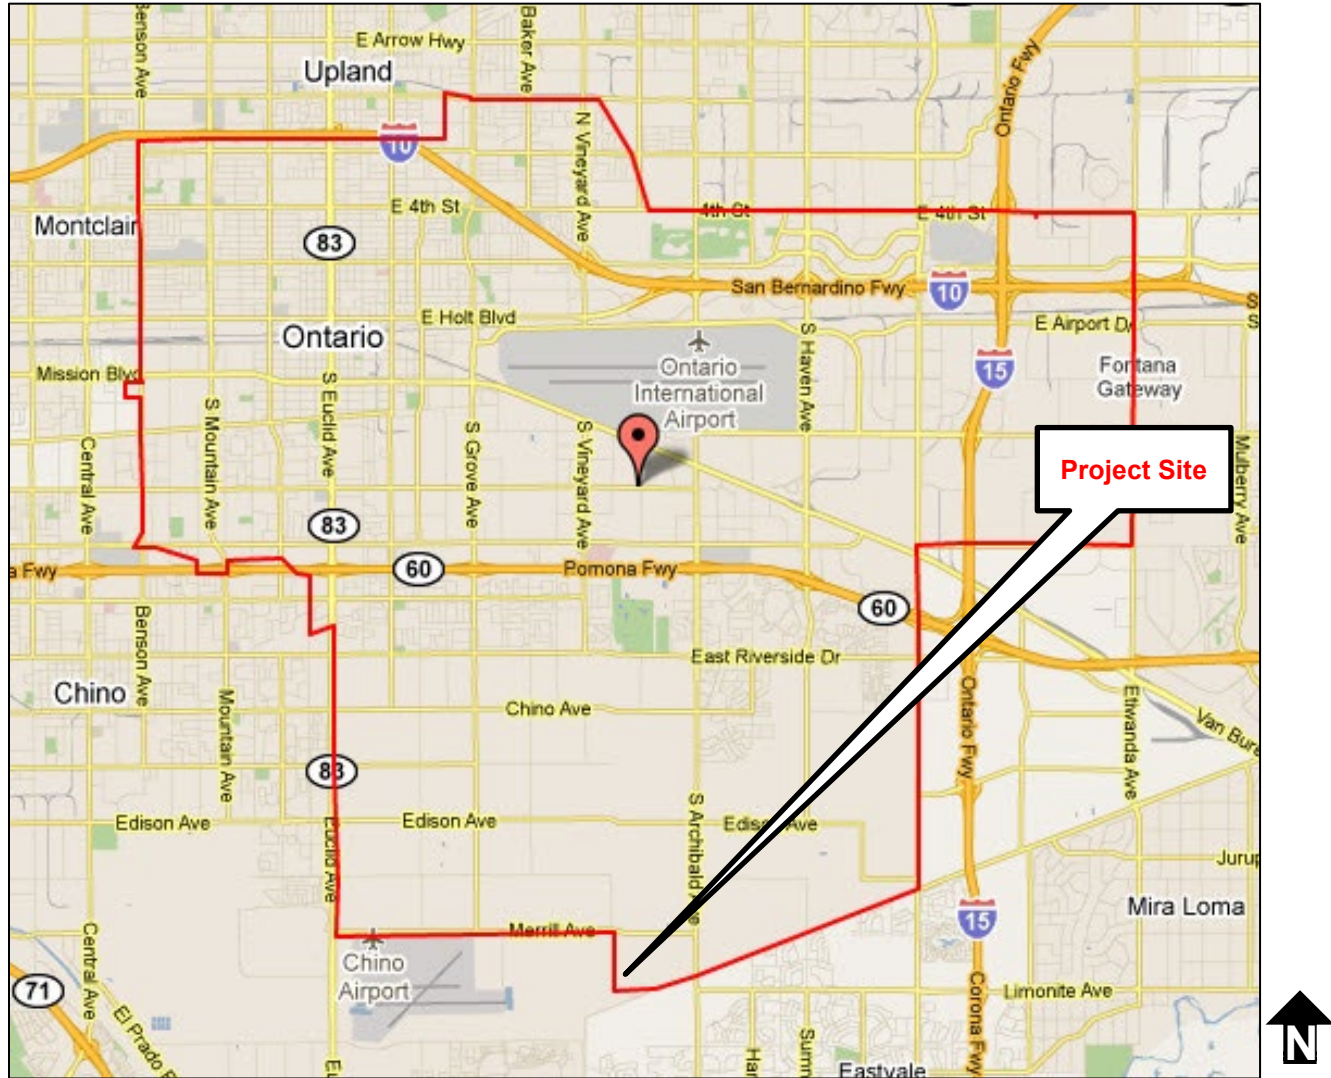 Benson Ave
Baker Ave
E Arrow Hwy
Upland
Ontario Fwy
N Vineyard Ave
10
E 4th St
4th St
E 4th St
Montclair
83
San Bernardino Fwy
10
E Holt Blvd
E Airport Dr
Ontario
S Haven Ave
Ontario
International
Airport
15
Fontana
Gateway
Mission Blvd
S Euclid Ave
S Mountain Ave
S Grove Ave
S Vineyard Ave
Central Ave
Mulberry Ave
Project Site
83
a Fwy
60
Pomona Fwy
60
East Riverside Dr
Benson Ave
Chino
Mountain Ave
Chino Ave
Ontario Fwy
Etiwanda Ave
Van Bure
83
Edison Ave
Euclid Ave
Edison Ave
S Archibald Ave
Edison Ave
Jurup
Mira Loma
15
Merrill Ave
Central Ave
Chino
Airport
71
El Prado R
Limonite Ave
Corona Fwy
Eu
Har
Sumn
Eastvale
N